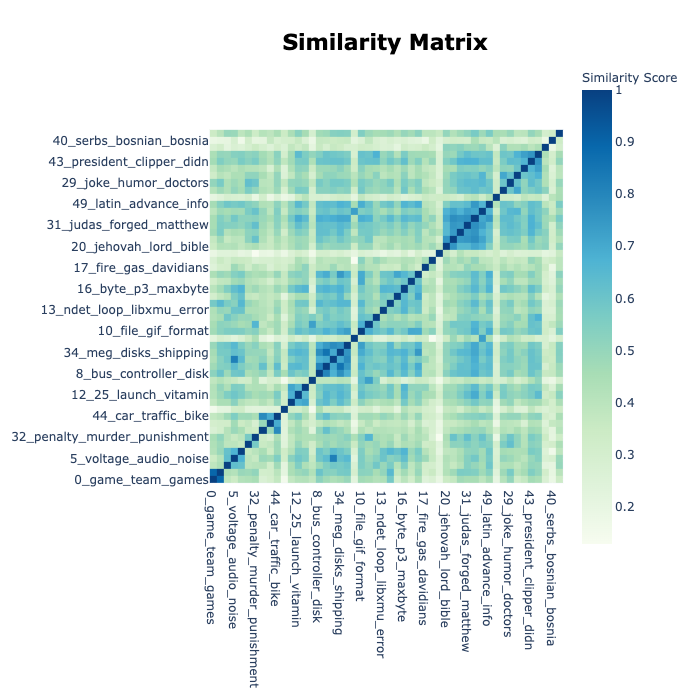 Similarity Matrix
Similarity Score
1
0.9
0.8
0.7
0.6
0.5
0.4
0.3
0.2
40_serbs_bosnian_bosnia
43_president_clipper_didn
29_joke_humor_doctors
49_latin_advance_info
31_judas_forged_matthew
20_jehovah_lord_bible
17_fire_gas_davidians
16_byte_p3_maxbyte
13_ndet_loop_libxmu_error
10_file_gif_format
34_meg_disks_shipping
8_bus_controller_disk
12_25_launch_vitamin
44_car_traffic_bike
32_penalty_murder_punishment
5_voltage_audio_noise
0_game_team_games
0_game_team_games
5_voltage_audio_noise
32_penalty_murder_punishment
44_car_traffic_bike
12_25_launch_vitamin
8_bus_controller_disk
34_meg_disks_shipping
10_file_gif_format
13_ndet_loop_libxmu_error
16_byte_p3_maxbyte
17_fire_gas_davidians
20_jehovah_lord_bible
31_judas_forged_matthew
49_latin_advance_info
29_joke_humor_doctors
43_president_clipper_didn
40_serbs_bosnian_bosnia